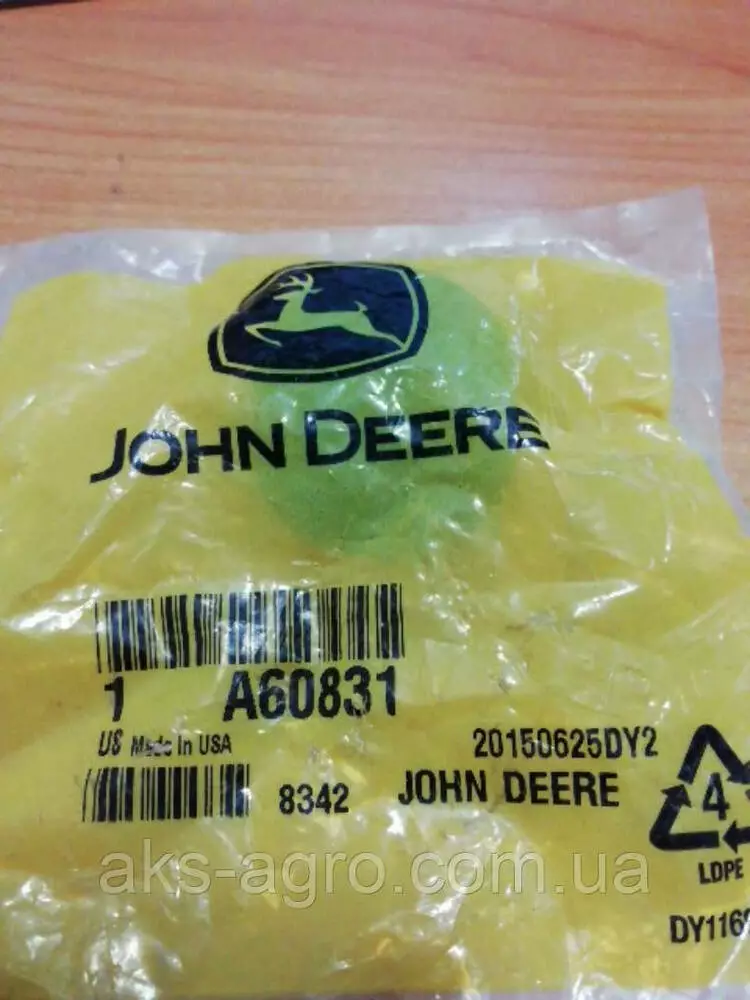 JOHN DEERE
1 A60831
US Made in USA 20150625DY2
8342 JOHN DEERE
4
LDPE
aks-agro.com.ua